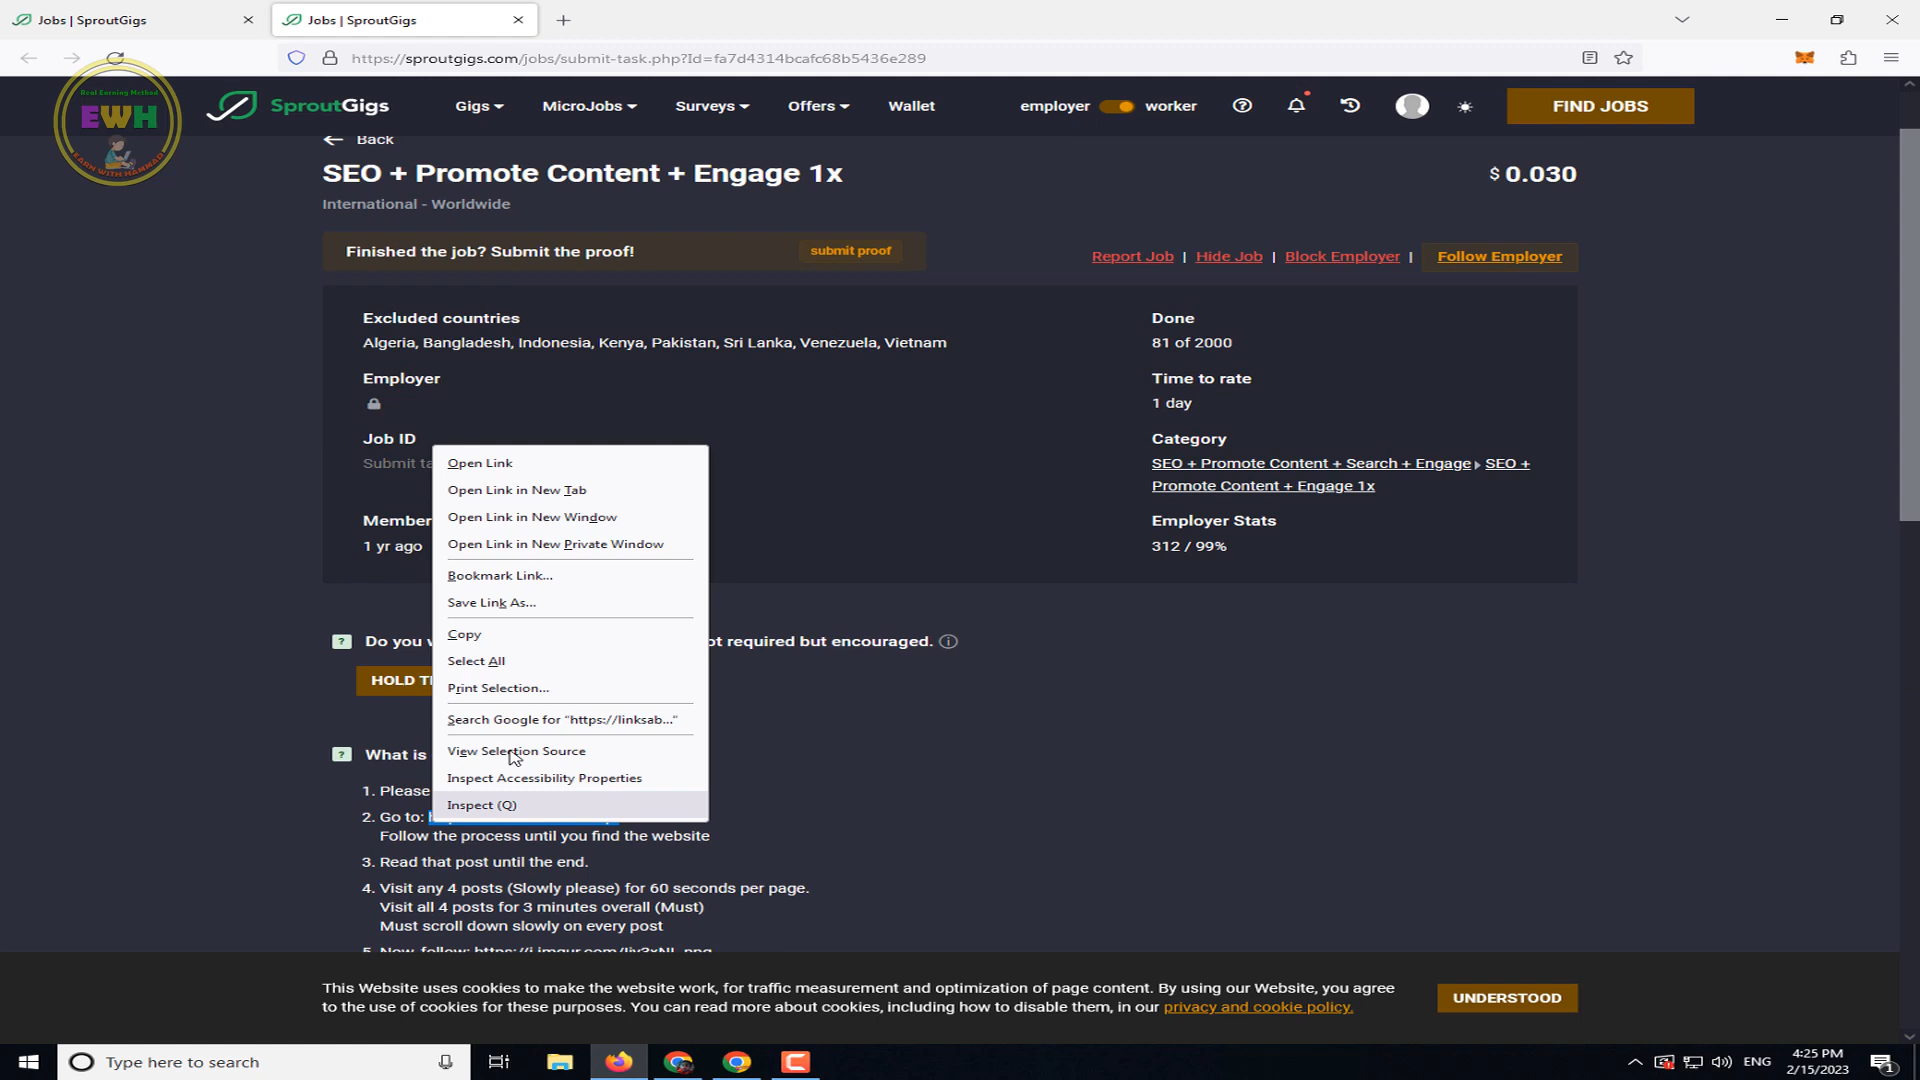 Jobs | SproutGigs
Jobs | SproutGigs
https://sproutgigs.com/jobs/submit-task.php?Id=fa7d4314bcafc68b5436e289
Real Earning Method
EWH
EARN WITH HAMMAD
SproutGigs
Gigs
MicroJobs
Surveys
Offers
Wallet
employer
worker
FIND JOBS
Back
SEO + Promote Content + Engage 1x
$ 0.030
International - Worldwide
Finished the job? Submit the proof!
submit proof
Report Job | Hide Job | Block Employer | Follow Employer
Excluded countries
Algeria, Bangladesh, Indonesia, Kenya, Pakistan, Sri Lanka, Venezuela, Vietnam
Done
81 of 2000
Employer
Time to rate
1 day
Job ID
Submit ta
Category
SEO + Promote Content + Search + Engage ▸ SEO +
Promote Content + Engage 1x
Member
1 yr ago
Employer Stats
312 / 99%
Open Link
Open Link in New Tab
Open Link in New Window
Open Link in New Private Window
Bookmark Link...
Save Link As...
Copy
Select All
Print Selection...
Search Google for "https://linksab..."
View Selection Source
Inspect Accessibility Properties
Inspect (Q)
? Do you
ot required but encouraged.
HOLD T
? What is
1. Please
2. Go to:
Follow the process until you find the website
3. Read that post until the end.
4. Visit any 4 posts (Slowly please) for 60 seconds per page.
Visit all 4 posts for 3 minutes overall (Must)
Must scroll down slowly on every post
This Website uses cookies to make the website work, for traffic measurement and optimization of page content. By using our Website, you agree
to the use of cookies for these purposes. You can read more about cookies, including how to disable them, in our privacy and cookie policy.
UNDERSTOOD
Type here to search
ENG
4:25 PM
2/15/2023
1